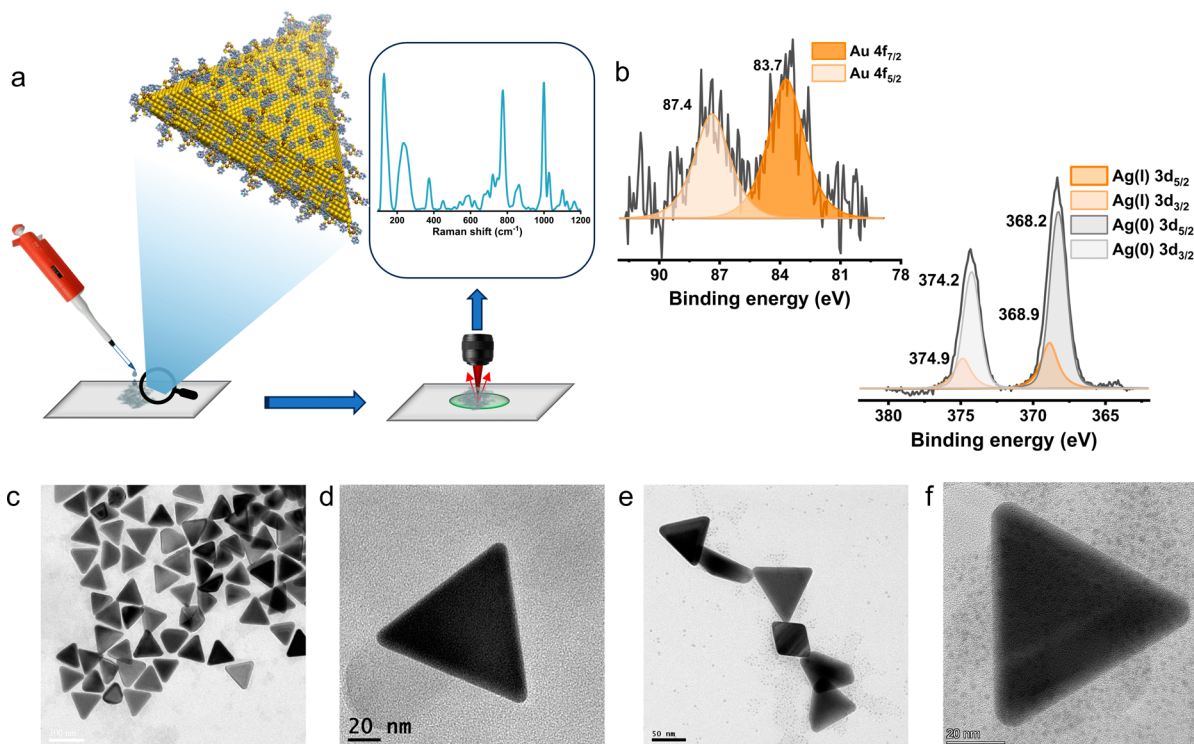 a
200 400 600 800 1000 1200
Raman shift (cm-1)
b
Au 4f7/2
Au 4f5/2
83.7
87.4
90 87 84 81 78
Binding energy (eV)
Ag(I) 3d5/2
Ag(I) 3d3/2
Ag(0) 3d5/2
Ag(0) 3d3/2
368.2
374.2
368.9
374.9
380 375 370 365
Binding energy (eV)
c
d
20 nm
e
50 nm
f
20 nm